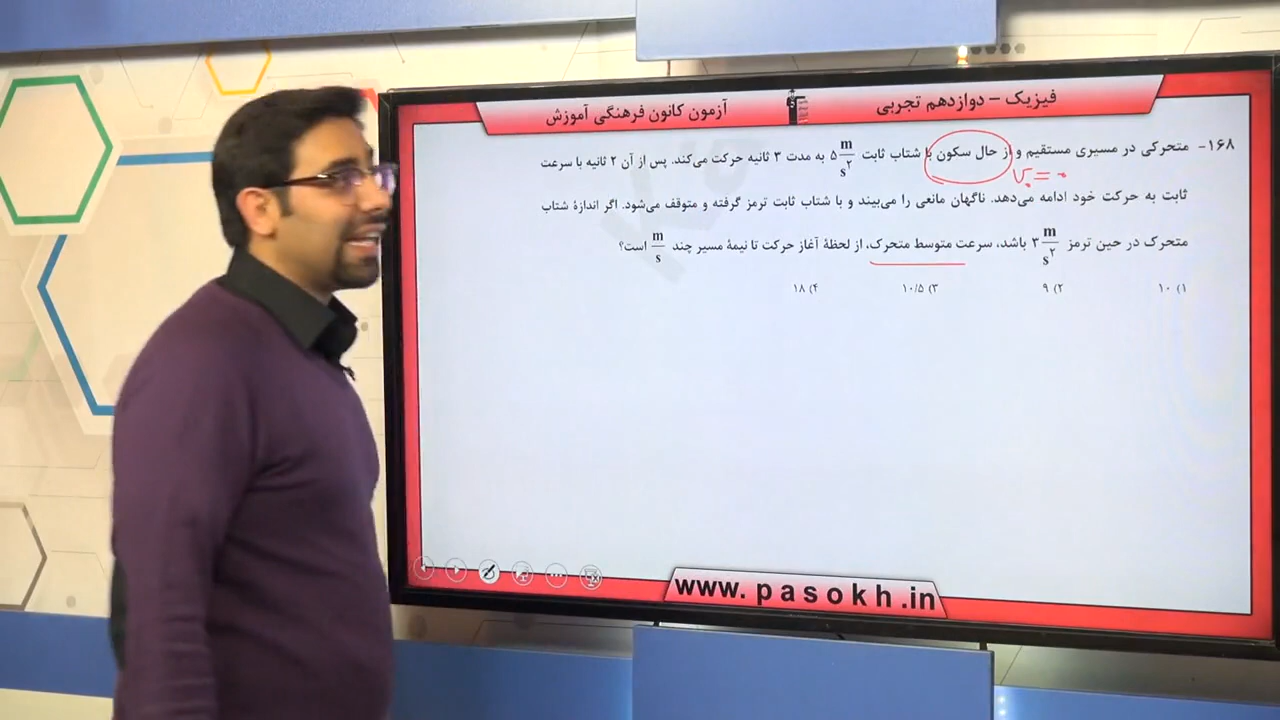 فیزیک - دوازدهم تجربی
آزمون کانون فرهنگی آموزش
۱۶۸- متحرکی در مسیری مستقیم و از حال سکون با شتاب ثابت ۵ m/s² به مدت ۳ ثانیه حرکت می‌کند. پس از آن ۲ ثانیه با سرعت
V₀ = ۰
ثابت به حرکت خود ادامه می‌دهد. ناگهان مانعی را می‌بیند و با شتاب ثابت ترمز گرفته و متوقف می‌شود. اگر اندازهٔ شتاب
متحرک در حین ترمز ۳ m/s² باشد، سرعت متوسط متحرک، از لحظهٔ آغاز حرکت تا نیمهٔ مسیر چند m/s است؟
۱) ۱۰ ۲) ۹ ۳) ۱۰/۵ ۴) ۱۸
www.pasokh.in